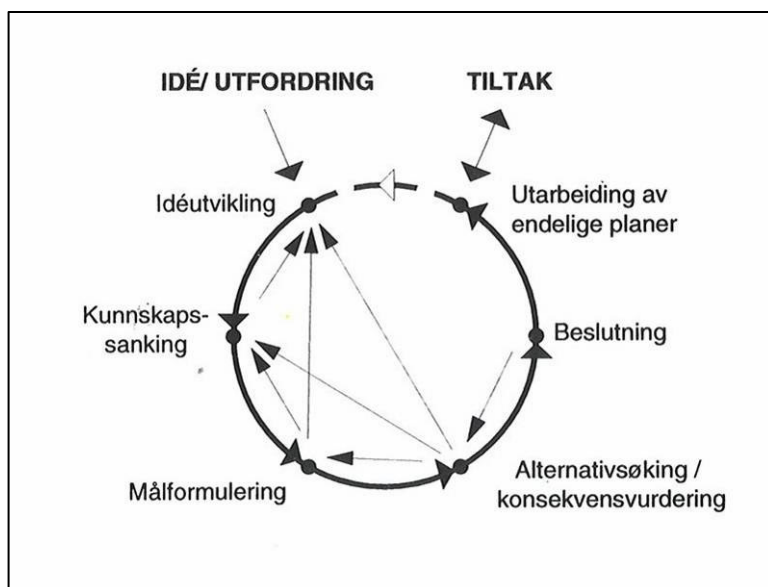 IDÉ/ UTFORDRING
TILTAK
Idéutvikling
Utarbeiding av
endelige planer
Kunnskaps-
sanking
Beslutning
Målformulering
Alternativsøking /
konsekvensvurdering